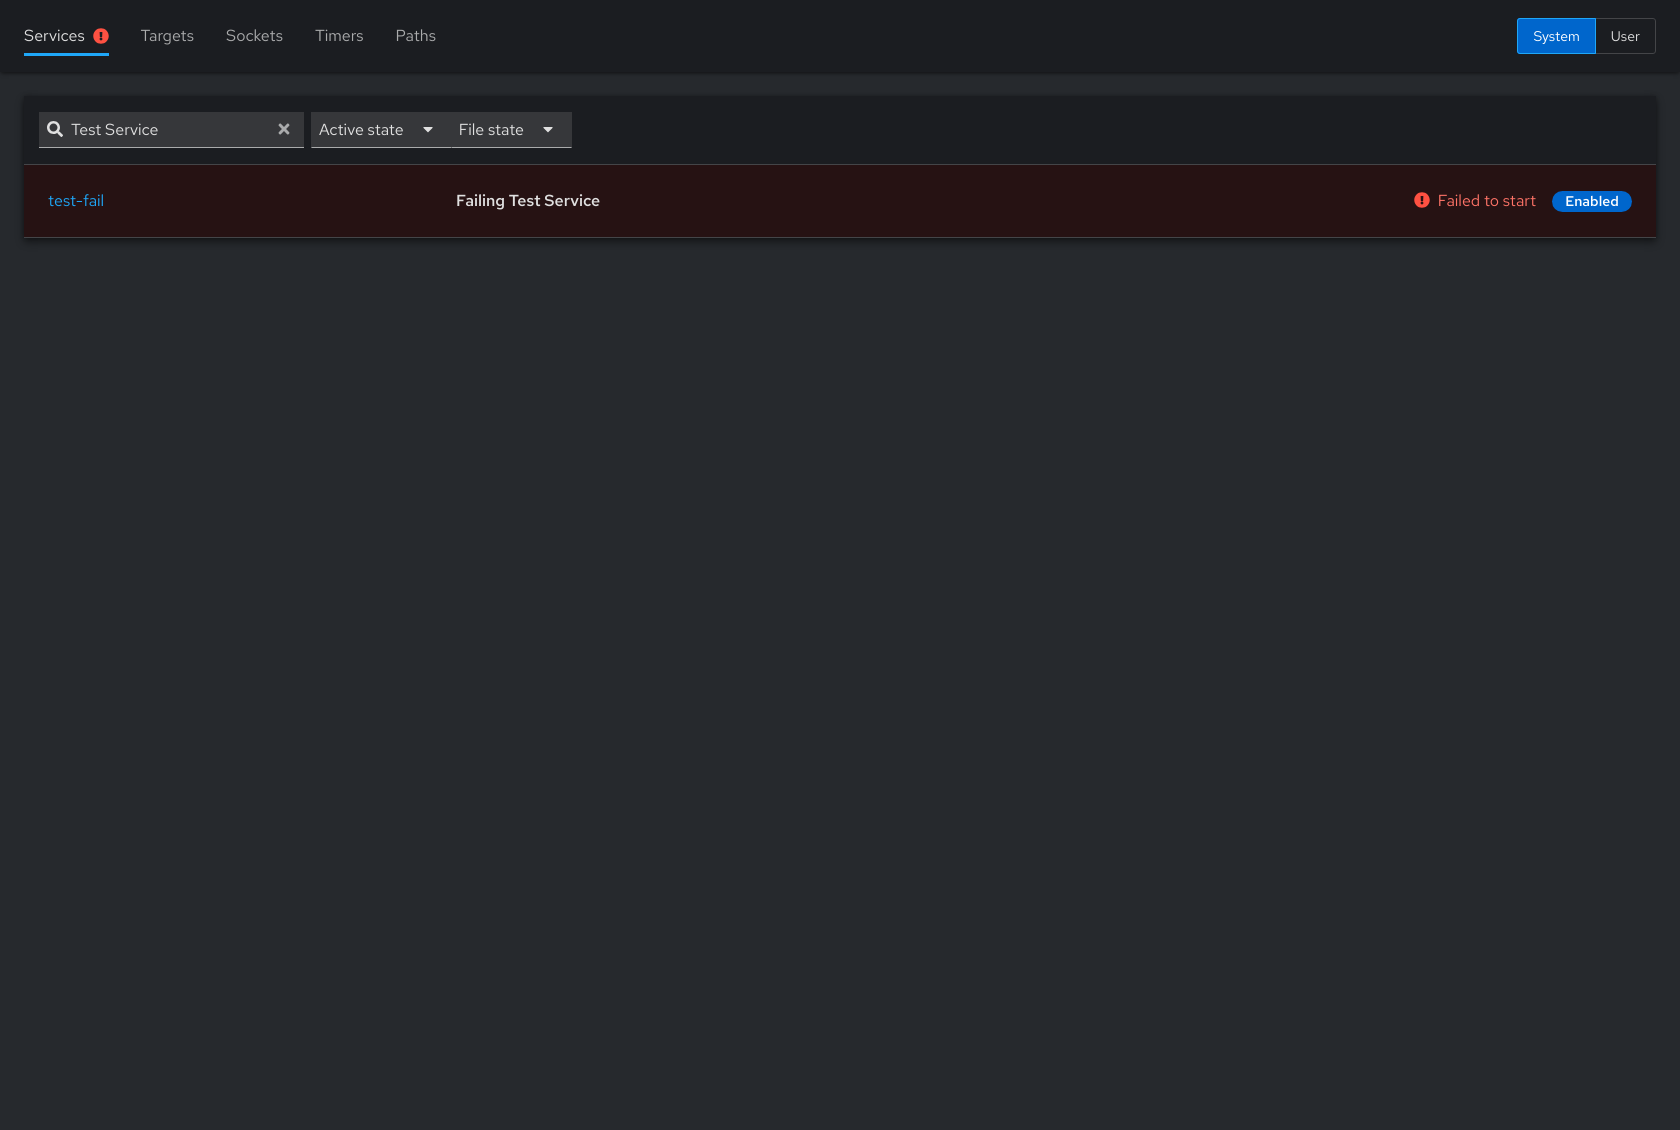 Services Targets Sockets Timers Paths System User
Test Service Active state File state
test-fail Failing Test Service Failed to start Enabled